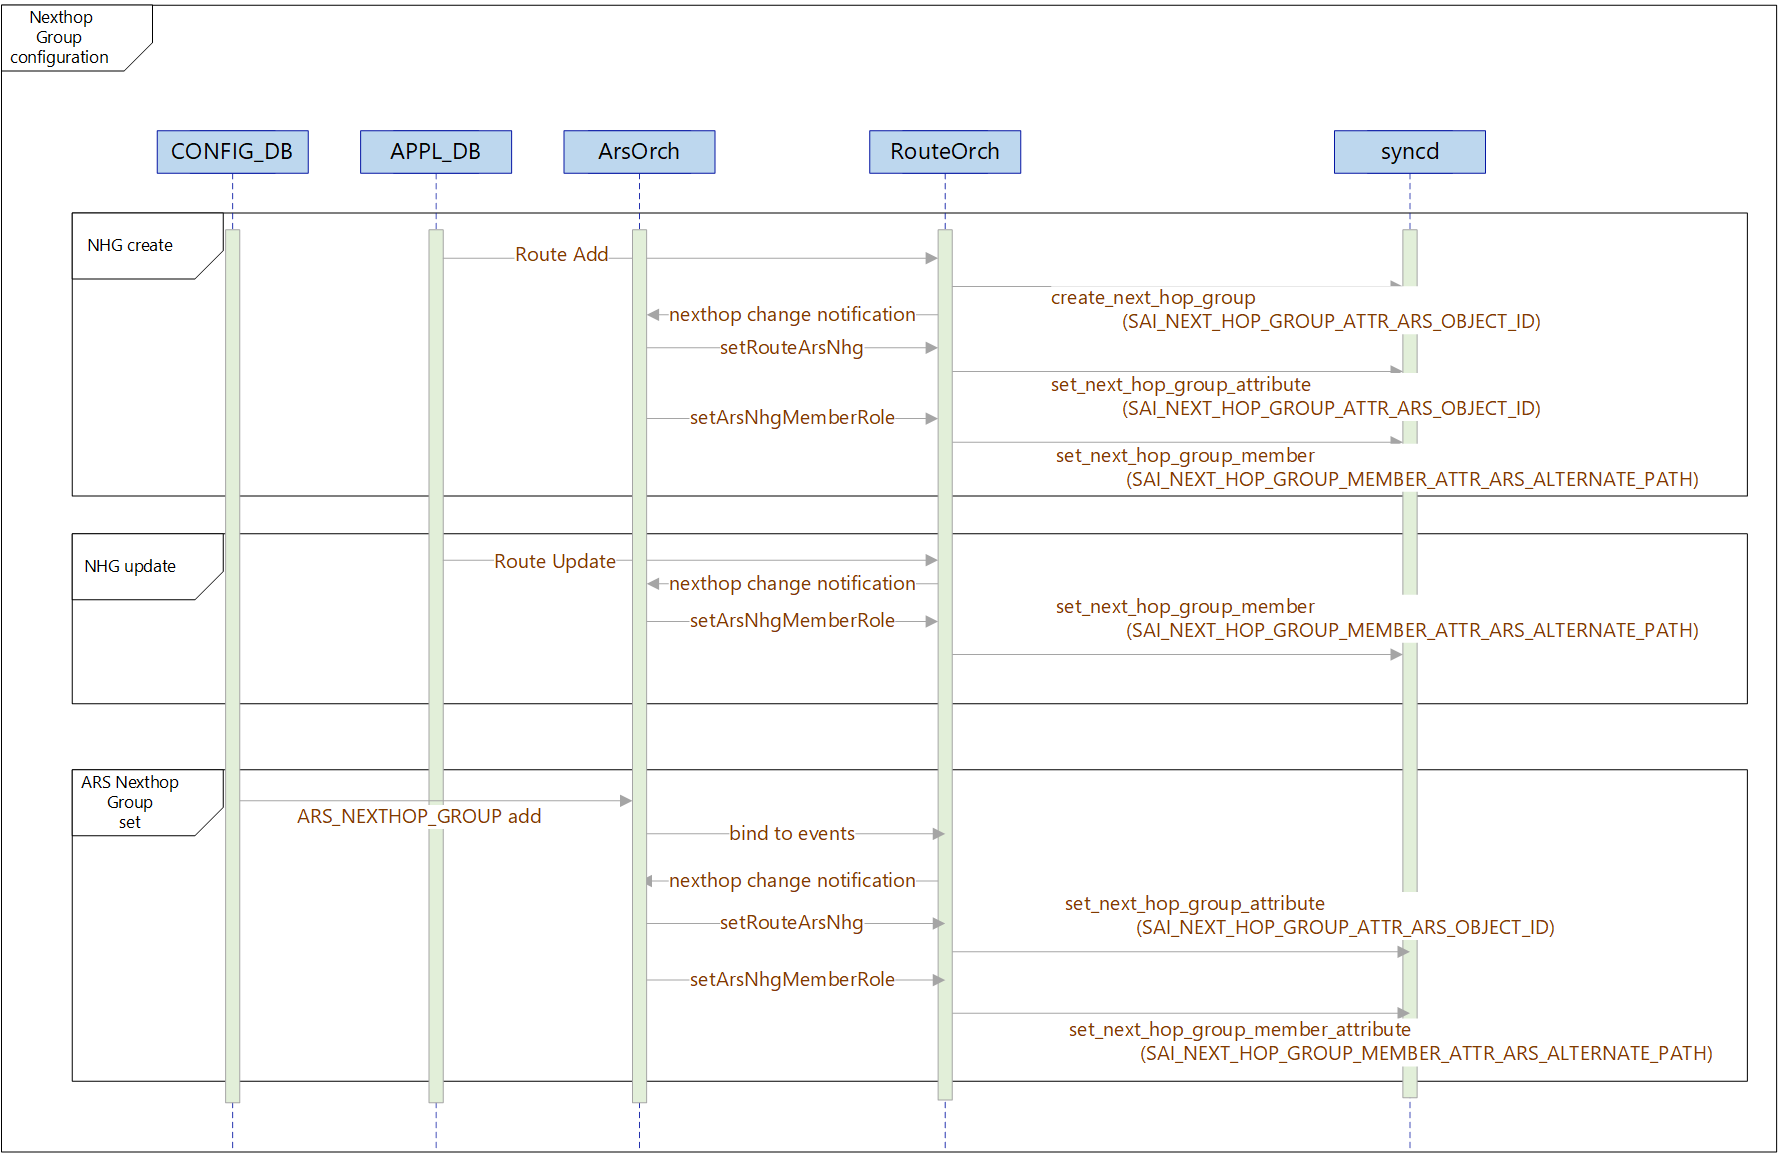 Nexthop
Group
configuration
CONFIG_DB
APPL_DB
ArsOrch
RouteOrch
syncd
NHG create
Route Add
create_next_hop_group
(SAI_NEXT_HOP_GROUP_ATTR_ARS_OBJECT_ID)
nexthop change notification
setRouteArsNhg
set_next_hop_group_attribute
(SAI_NEXT_HOP_GROUP_ATTR_ARS_OBJECT_ID)
setArsNhgMemberRole
set_next_hop_group_member
(SAI_NEXT_HOP_GROUP_MEMBER_ATTR_ARS_ALTERNATE_PATH)
NHG update
Route Update
nexthop change notification
set_next_hop_group_member
setArsNhgMemberRole
(SAI_NEXT_HOP_GROUP_MEMBER_ATTR_ARS_ALTERNATE_PATH)
ARS Nexthop
Group
set
ARS_NEXTHOP_GROUP add
bind to events
nexthop change notification
set_next_hop_group_attribute
setRouteArsNhg
(SAI_NEXT_HOP_GROUP_ATTR_ARS_OBJECT_ID)
setArsNhgMemberRole
set_next_hop_group_member_attribute
(SAI_NEXT_HOP_GROUP_MEMBER_ATTR_ARS_ALTERNATE_PATH)